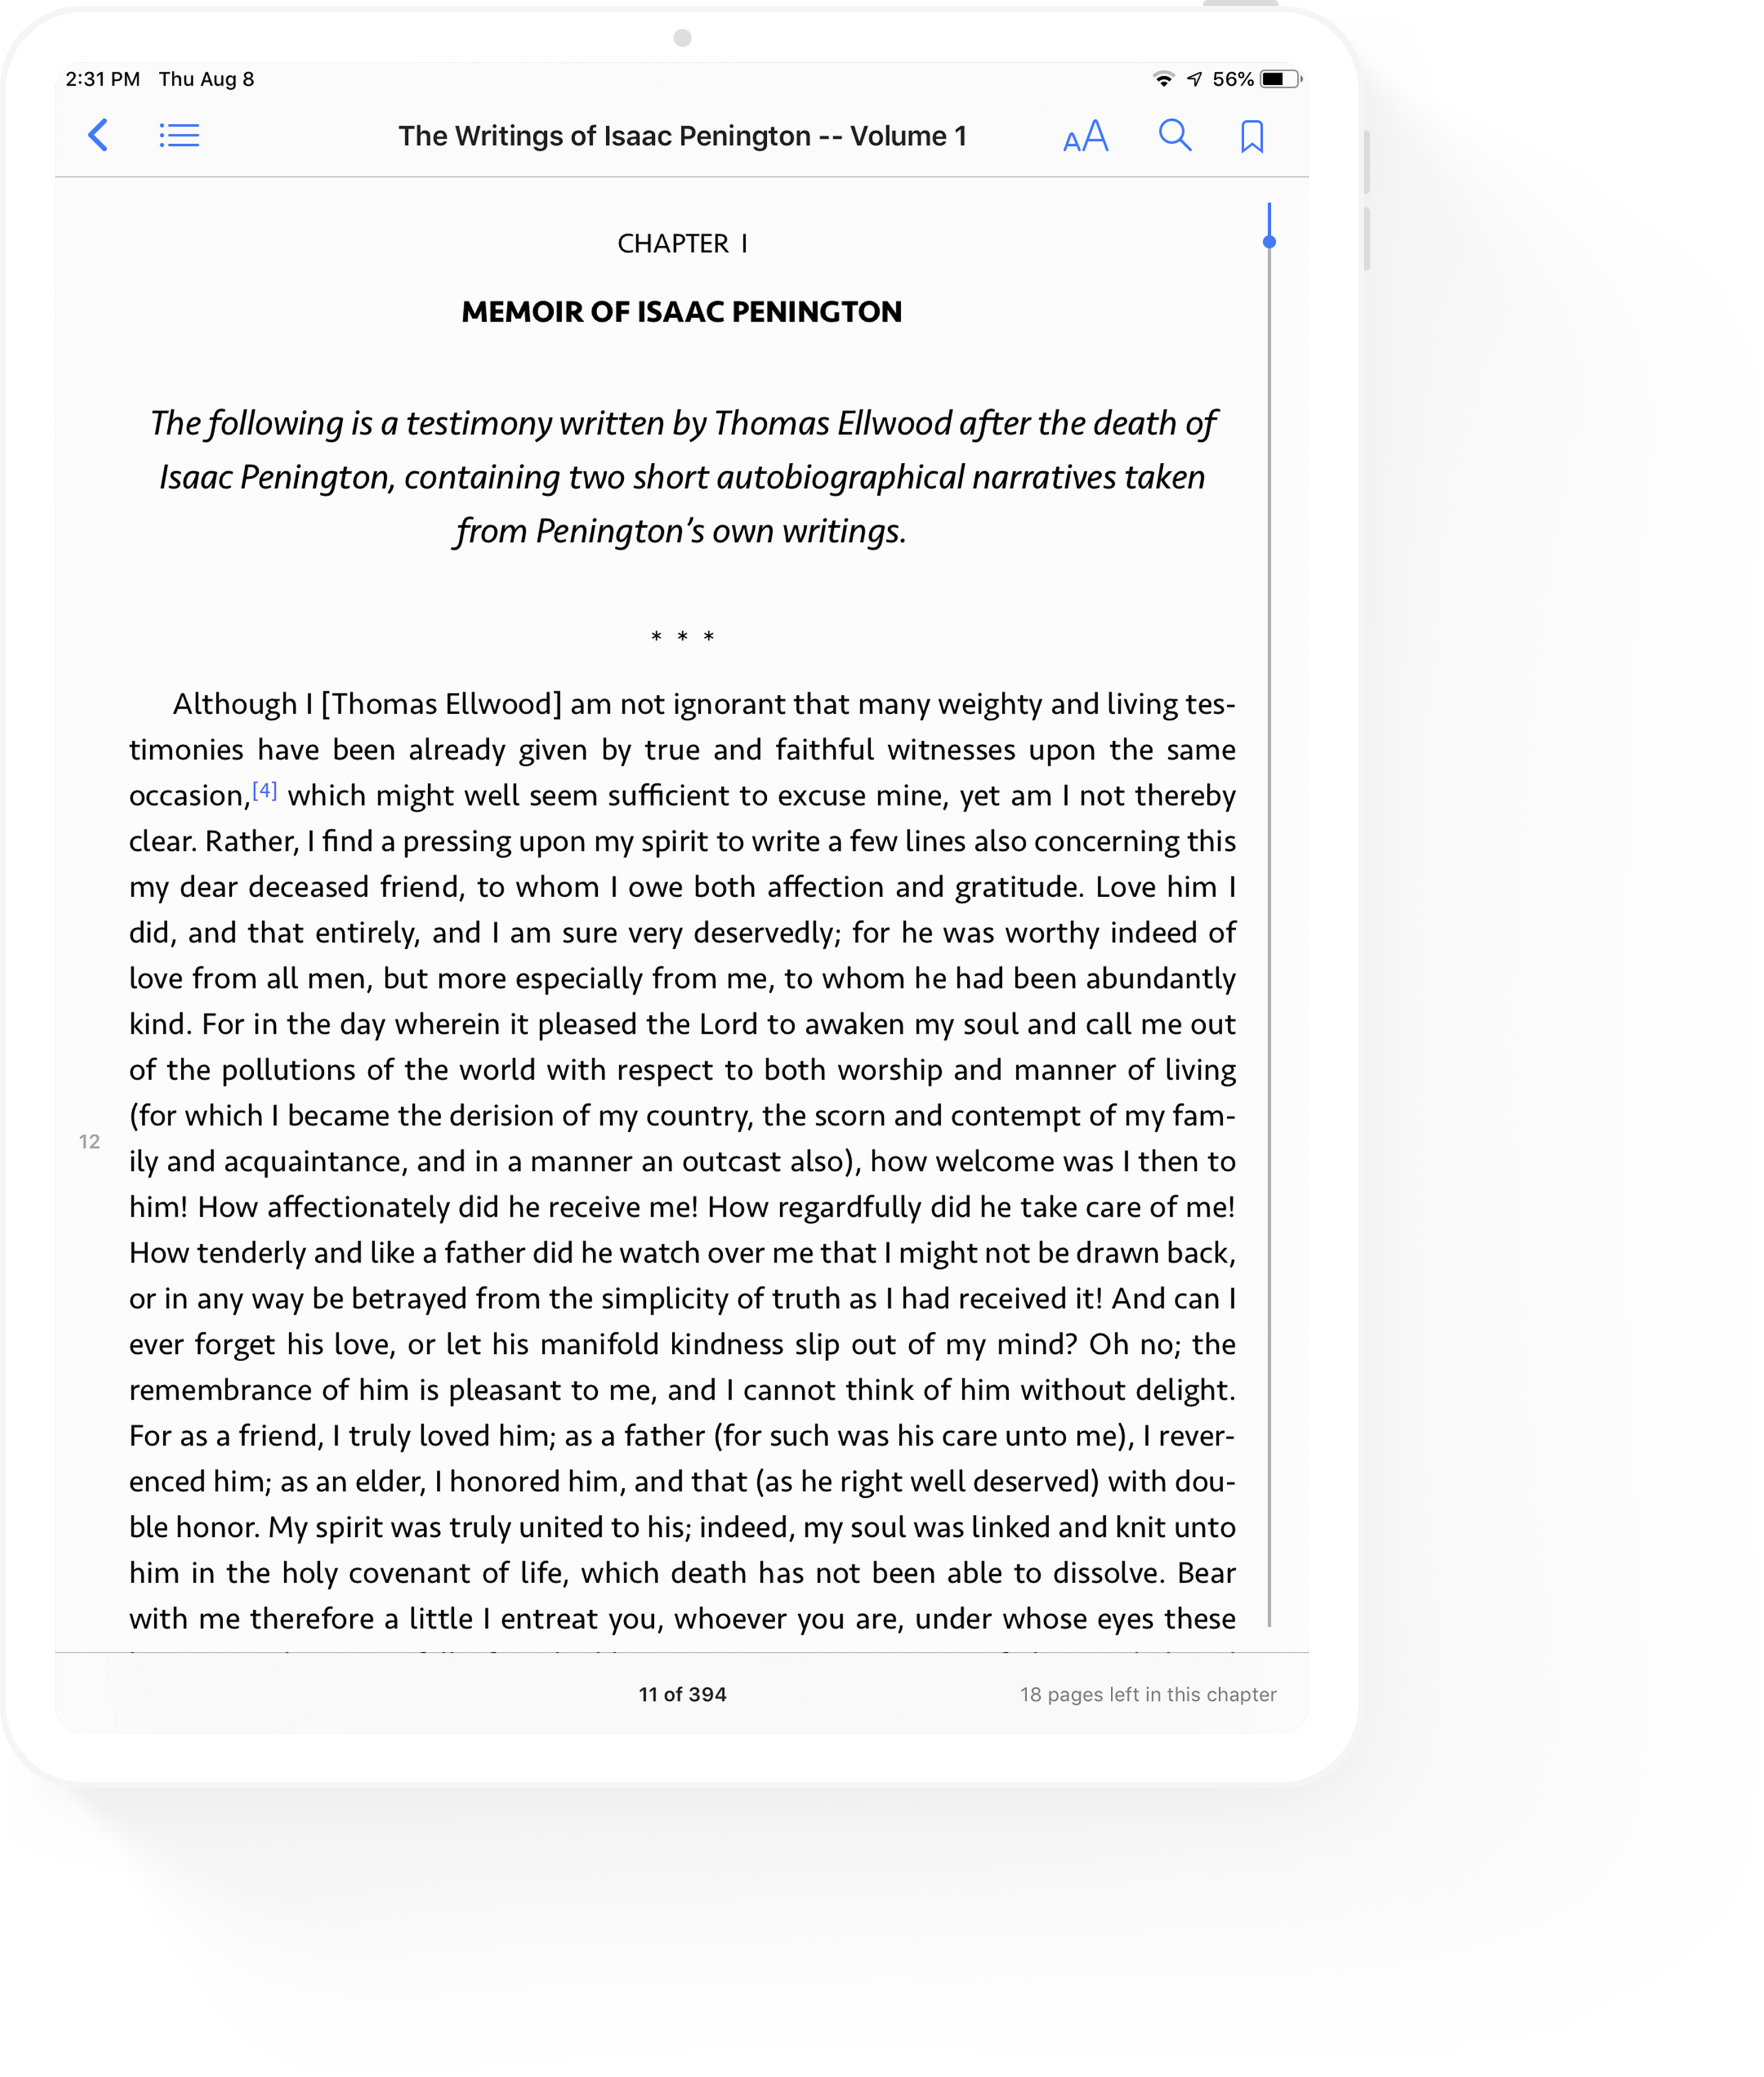 2:31 PM Thu Aug 8 56%
The Writings of Isaac Penington -- Volume 1 AA
CHAPTER I
MEMOIR OF ISAAC PENINGTON
The following is a testimony written by Thomas Ellwood after the death of
Isaac Penington, containing two short autobiographical narratives taken
from Penington’s own writings.
* * *
Although I [Thomas Ellwood] am not ignorant that many weighty and living tes-
timonies have been already given by true and faithful witnesses upon the same
occasion,[4] which might well seem sufficient to excuse mine, yet am I not thereby
clear. Rather, I find a pressing upon my spirit to write a few lines also concerning this
my dear deceased friend, to whom I owe both affection and gratitude. Love him I
did, and that entirely, and I am sure very deservedly; for he was worthy indeed of
love from all men, but more especially from me, to whom he had been abundantly
kind. For in the day wherein it pleased the Lord to awaken my soul and call me out
of the pollutions of the world with respect to both worship and manner of living
(for which I became the derision of my country, the scorn and contempt of my fam-
12
ily and acquaintance, and in a manner an outcast also), how welcome was I then to
him! How affectionately did he receive me! How regardfully did he take care of me!
How tenderly and like a father did he watch over me that I might not be drawn back,
or in any way be betrayed from the simplicity of truth as I had received it! And can I
ever forget his love, or let his manifold kindness slip out of my mind? Oh no; the
remembrance of him is pleasant to me, and I cannot think of him without delight.
For as a friend, I truly loved him; as a father (for such was his care unto me), I rever-
enced him; as an elder, I honored him, and that (as he right well deserved) with dou-
ble honor. My spirit was truly united to his; indeed, my soul was linked and knit unto
him in the holy covenant of life, which death has not been able to dissolve. Bear
with me therefore a little I entreat you, whoever you are, under whose eyes these
11 of 394
18 pages left in this chapter